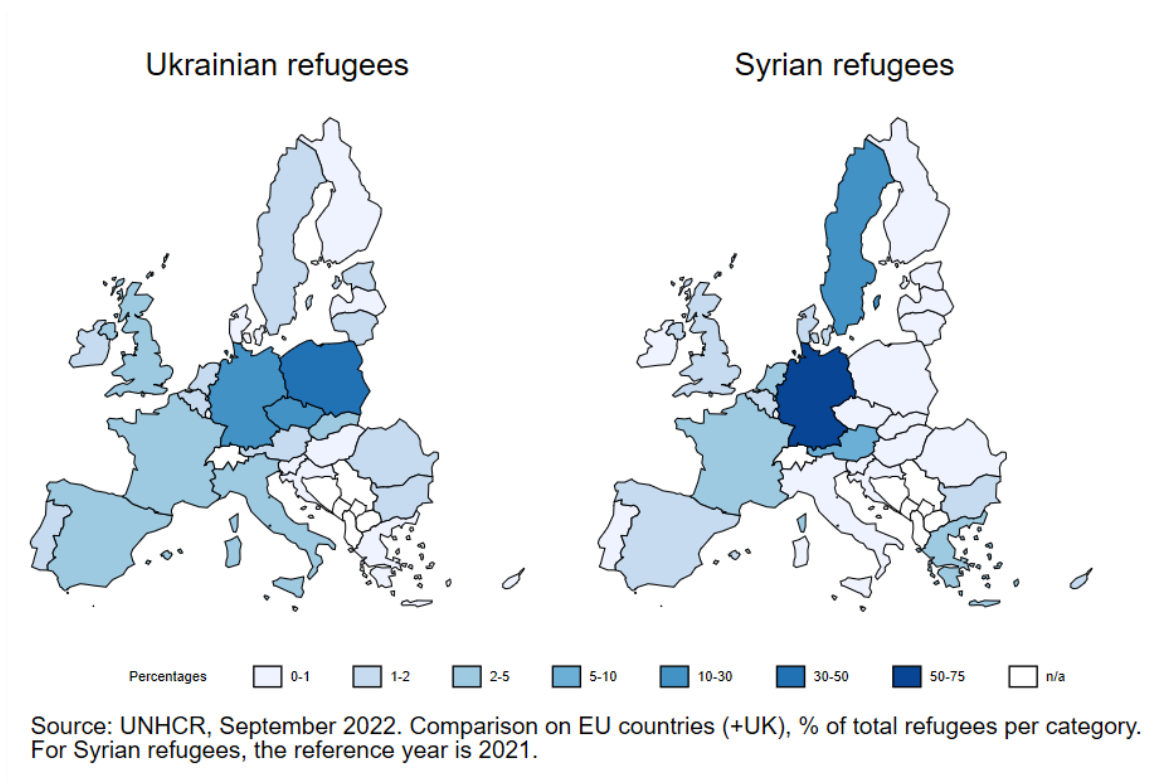 Ukrainian refugees
Syrian refugees
Percentages 0-1 1-2 2-5 5-10 10-30 30-50 50-75 n/a
Source: UNHCR, September 2022. Comparison on EU countries (+UK), % of total refugees per category.
For Syrian refugees, the reference year is 2021.